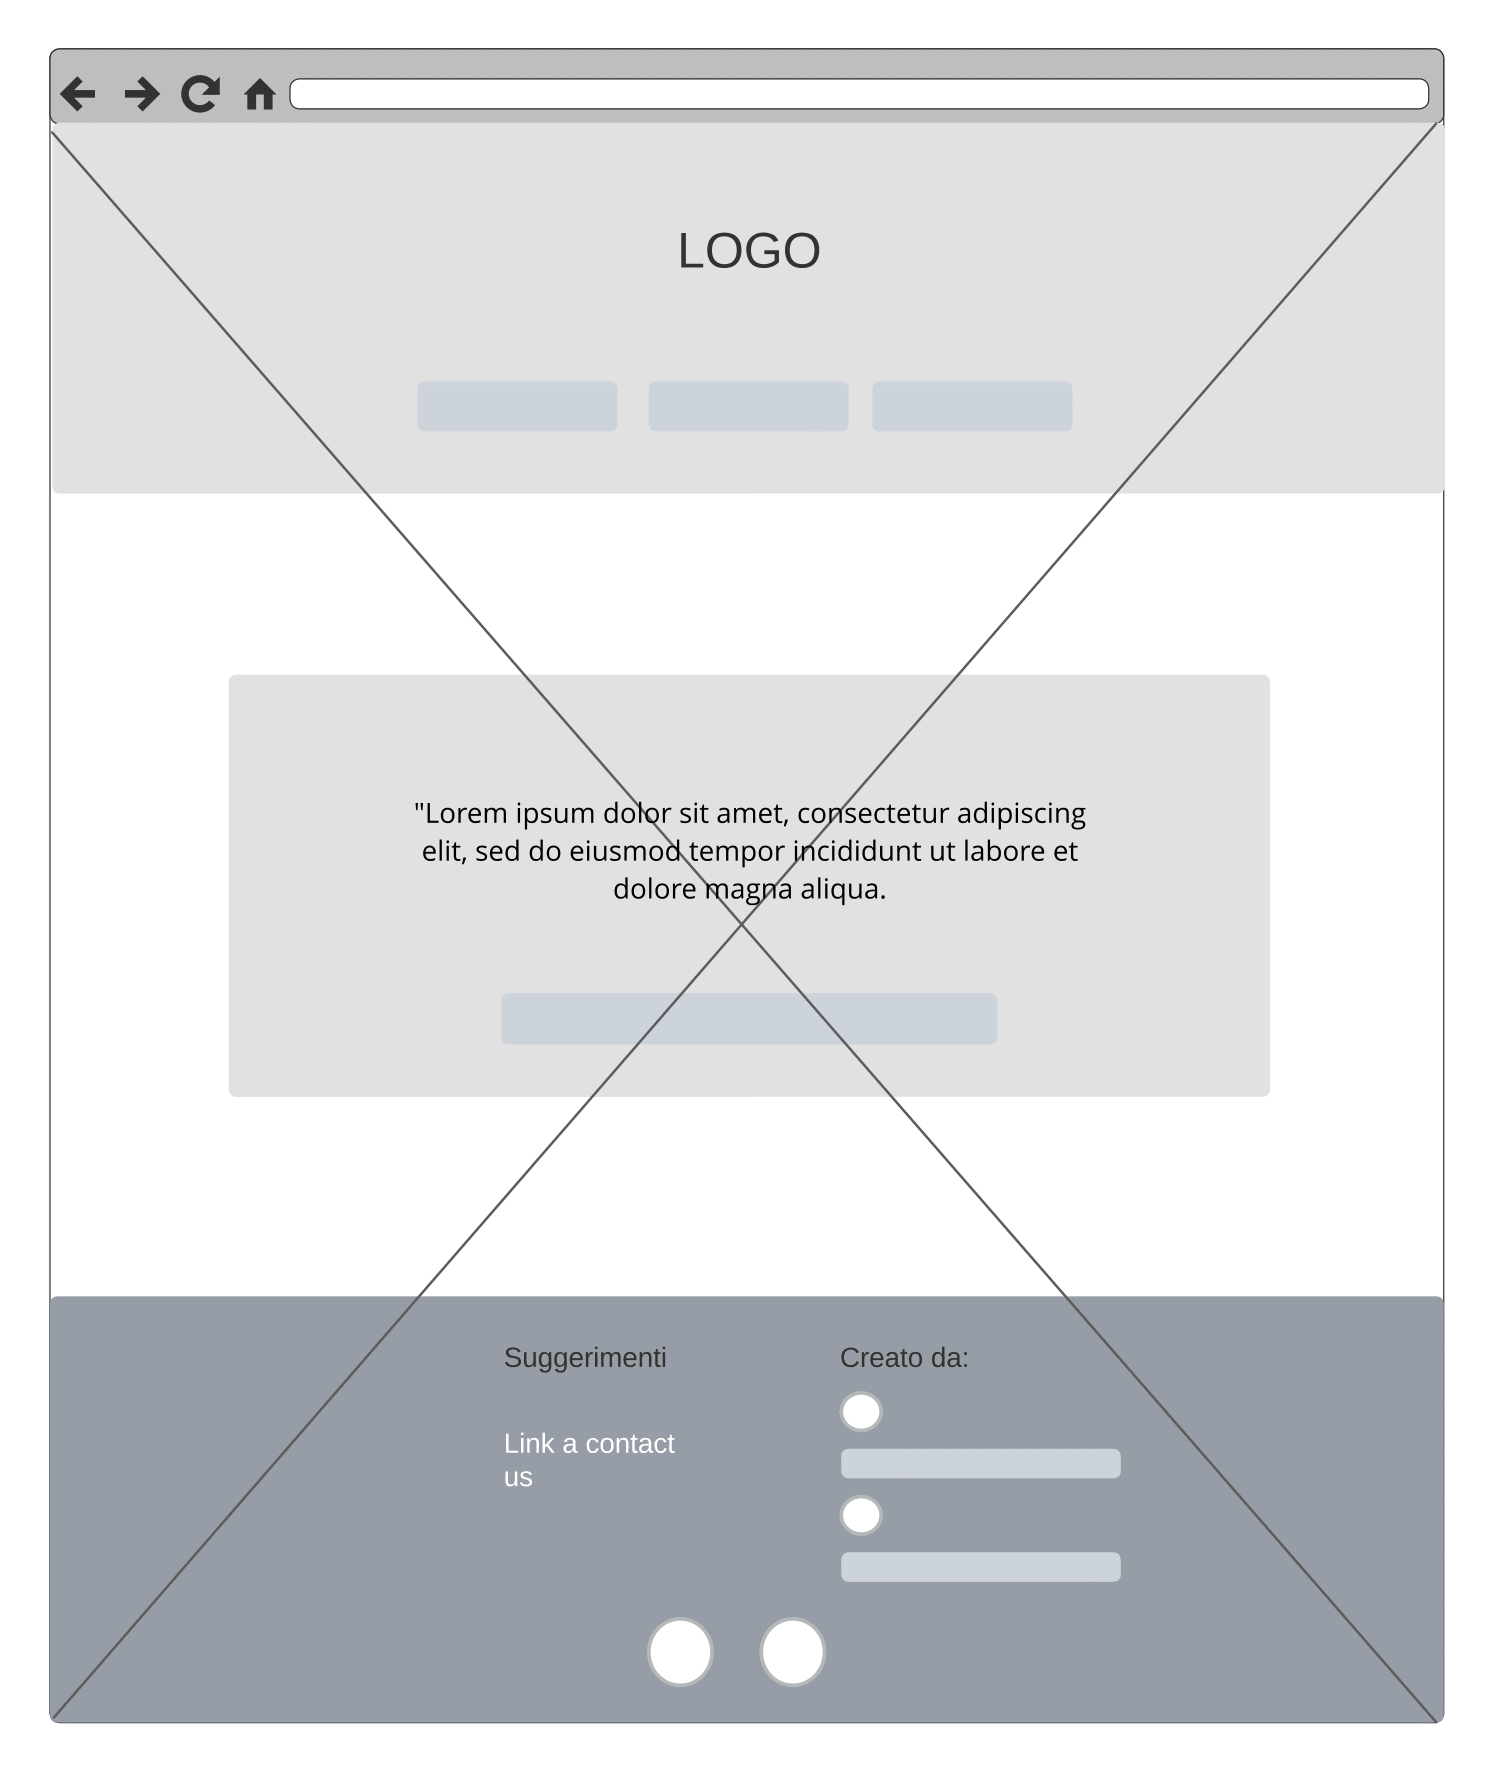 LOGO
"Lorem ipsum dolor sit amet, consectetur adipiscing
elit, sed do eiusmod tempor incididunt ut labore et
dolore magna aliqua.
Suggerimenti
Link a contact
us
Creato da: